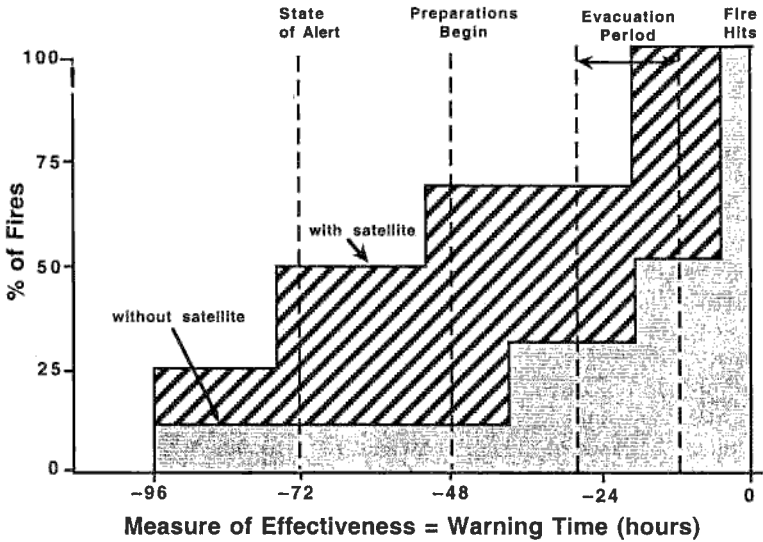 State
of Alert
Preparations
Begin
Evacuation
Period
Fire
Hits
100
75
50
25
0
% of Fires
with satellite
without satellite
−96
−72
−48
−24
0
Measure of Effectiveness = Warning Time (hours)